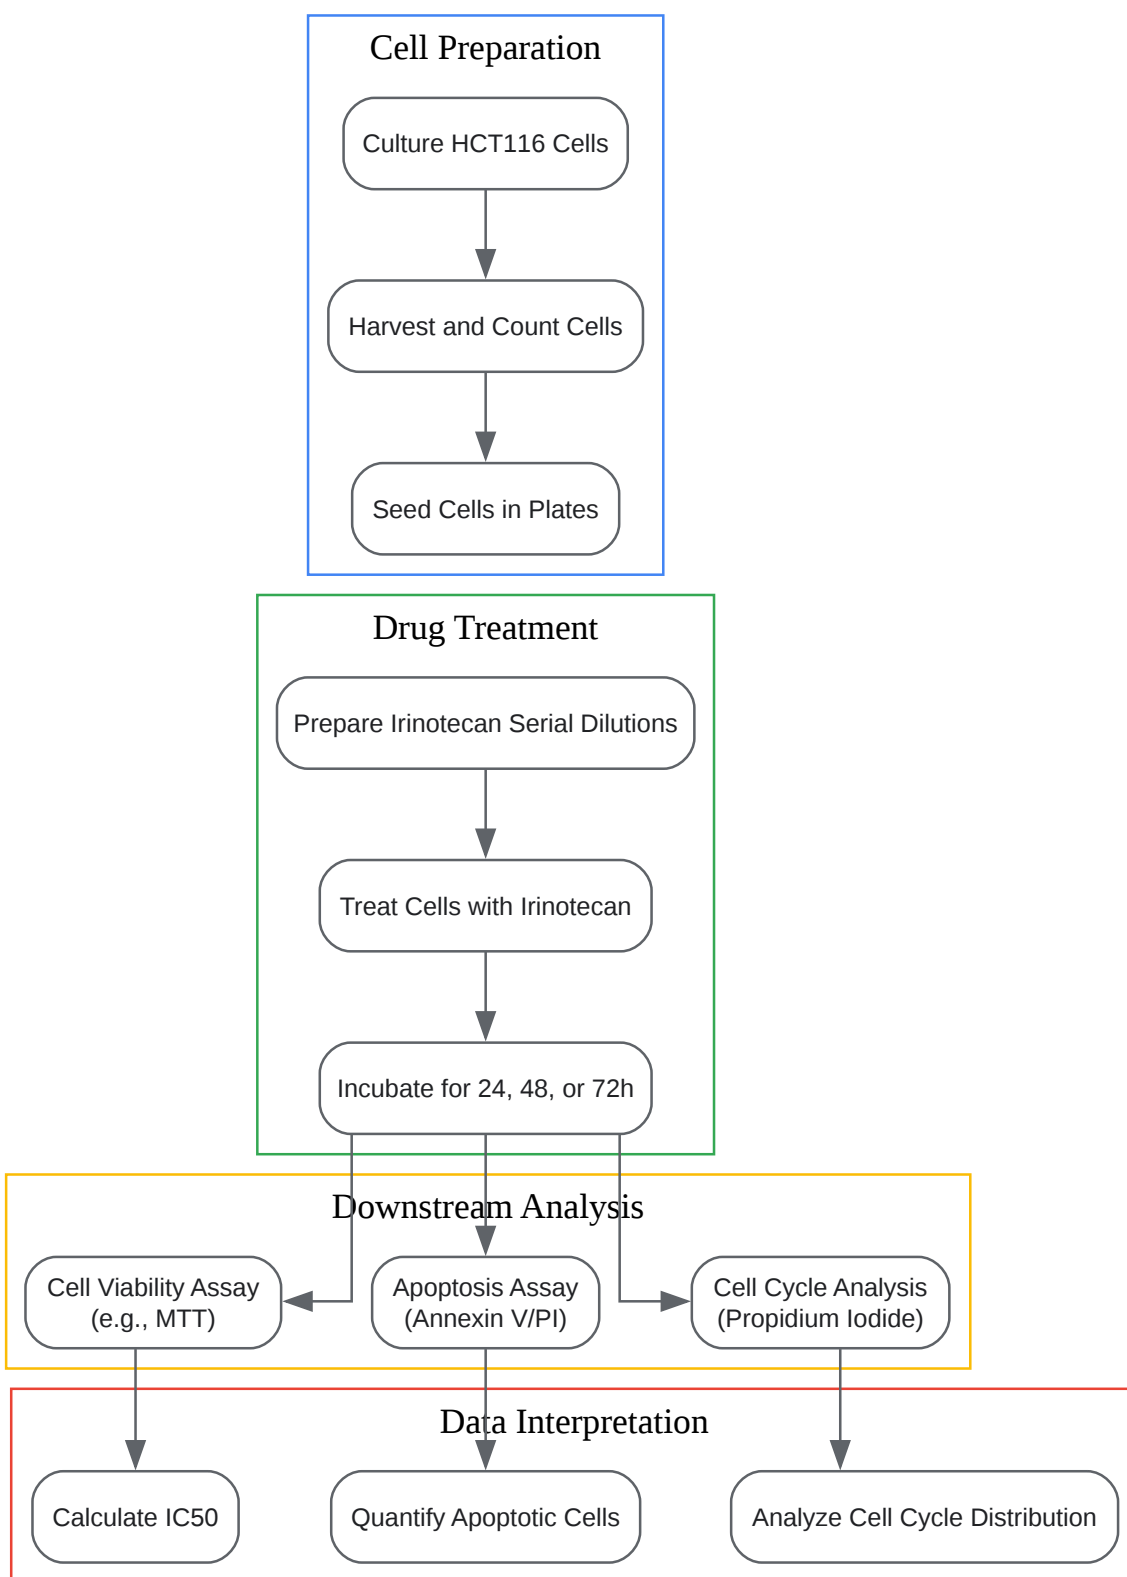 Cell Preparation
Culture HCT116 Cells
Harvest and Count Cells
Seed Cells in Plates
Drug Treatment
Prepare Irinotecan Serial Dilutions
Treat Cells with Irinotecan
Incubate for 24, 48, or 72h
Downstream Analysis
Cell Viability Assay
(e.g., MTT)
Apoptosis Assay
(Annexin V/PI)
Cell Cycle Analysis
(Propidium Iodide)
Data Interpretation
Calculate IC50
Quantify Apoptotic Cells
Analyze Cell Cycle Distribution